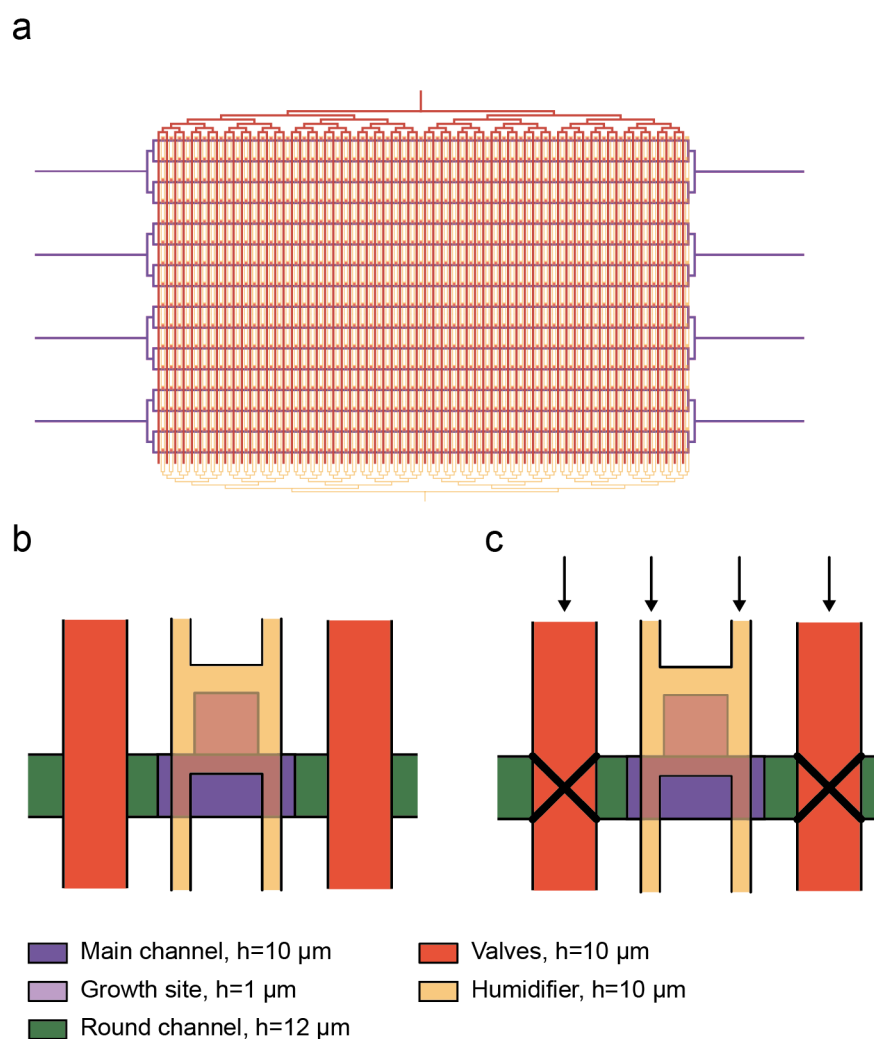 a
b
c
Main channel, h=10 μm
Growth site, h=1 μm
Round channel, h=12 μm
Valves, h=10 μm
Humidifier, h=10 μm